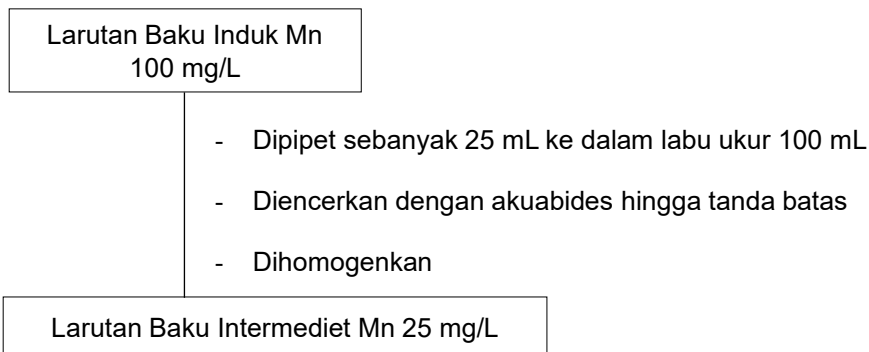 Larutan Baku Induk Mn
100 mg/L
- Dipipet sebanyak 25 mL ke dalam labu ukur 100 mL
- Diencerkan dengan akuabides hingga tanda batas
- Dihomogenkan
Larutan Baku Intermediet Mn 25 mg/L